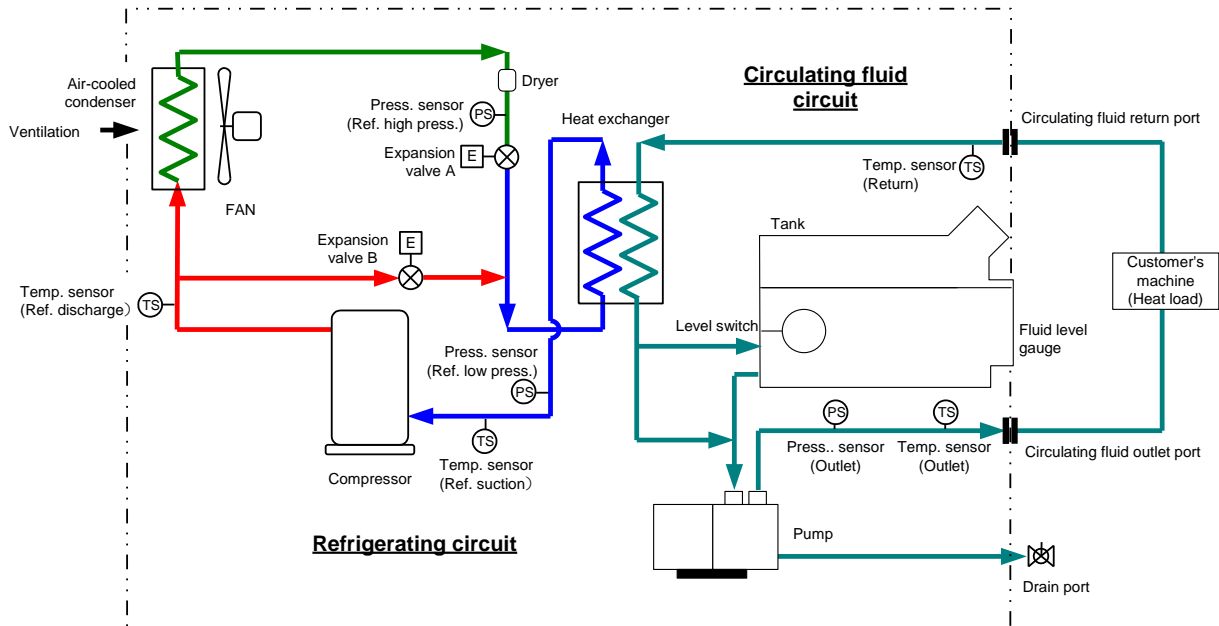 Air-cooled
condenser
Ventilation
FAN
Dryer
Press. sensor
(Ref. high press.)
PS
Expansion
valve A
E
Heat exchanger
Circulating fluid
circuit
Circulating fluid return port
Temp. sensor
(Return)
TS
Expansion
valve B
E
Temp. sensor
(Ref. discharge)
TS
Tank
Customer's
machine
(Heat load)
Level switch
Fluid level
gauge
Press. sensor
(Ref. low press.)
PS
TS
Temp. sensor
(Ref. suction)
Compressor
PS
TS
Press.. sensor
(Outlet)
Temp. sensor
(Outlet)
Circulating fluid outlet port
Refrigerating circuit
Pump
Drain port